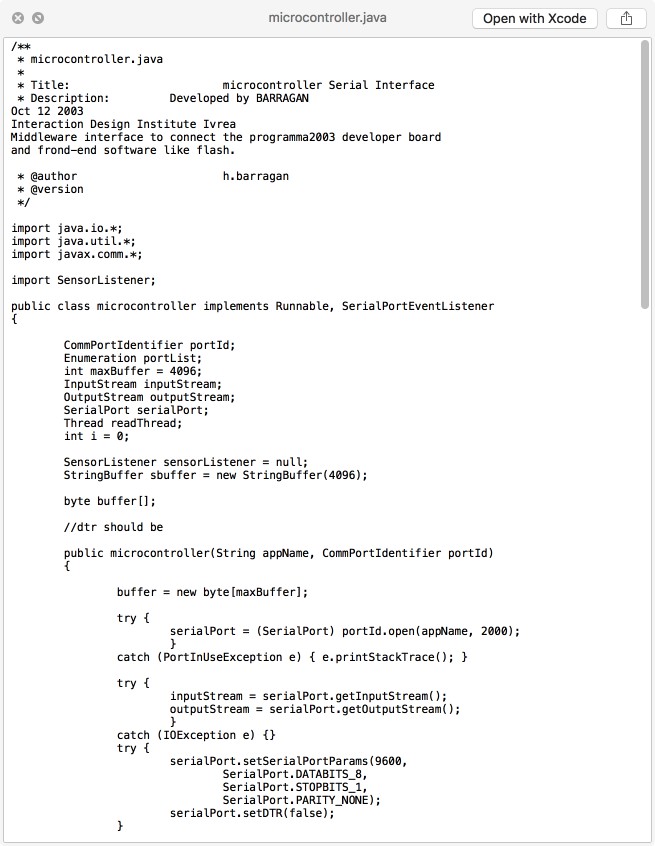 microcontroller.java
Open with Xcode
/**
 * microcontroller.java
 *
 * Title:                       microcontroller Serial Interface
 * Description:         Developed by BARRAGAN
Oct 12 2003
Interaction Design Institute Ivrea
Middleware interface to connect the programma2003 developer board
and frond-end software like flash.

 * @author                      h.barragan
 * @version
 */

import java.io.*;
import java.util.*;
import javax.comm.*;

import SensorListener;

public class microcontroller implements Runnable, SerialPortEventListener
{

        CommPortIdentifier portId;
        Enumeration portList;
        int maxBuffer = 4096;
        InputStream inputStream;
        OutputStream outputStream;
        SerialPort serialPort;
        Thread readThread;
        int i = 0;

        SensorListener sensorListener = null;
        StringBuffer sbuffer = new StringBuffer(4096);

        byte buffer[];

        //dtr should be

        public microcontroller(String appName, CommPortIdentifier portId)
        {

                buffer = new byte[maxBuffer];

                try {
                        serialPort = (SerialPort) portId.open(appName, 2000);
                        }
                catch (PortInUseException e) { e.printStackTrace(); }

                try {
                        inputStream = serialPort.getInputStream();
                        outputStream = serialPort.getOutputStream();
                        }
                catch (IOException e) {}
                try {
                        serialPort.setSerialPortParams(9600,
                                SerialPort.DATABITS_8,
                                SerialPort.STOPBITS_1,
                                SerialPort.PARITY_NONE);
                        serialPort.setDTR(false);
                }